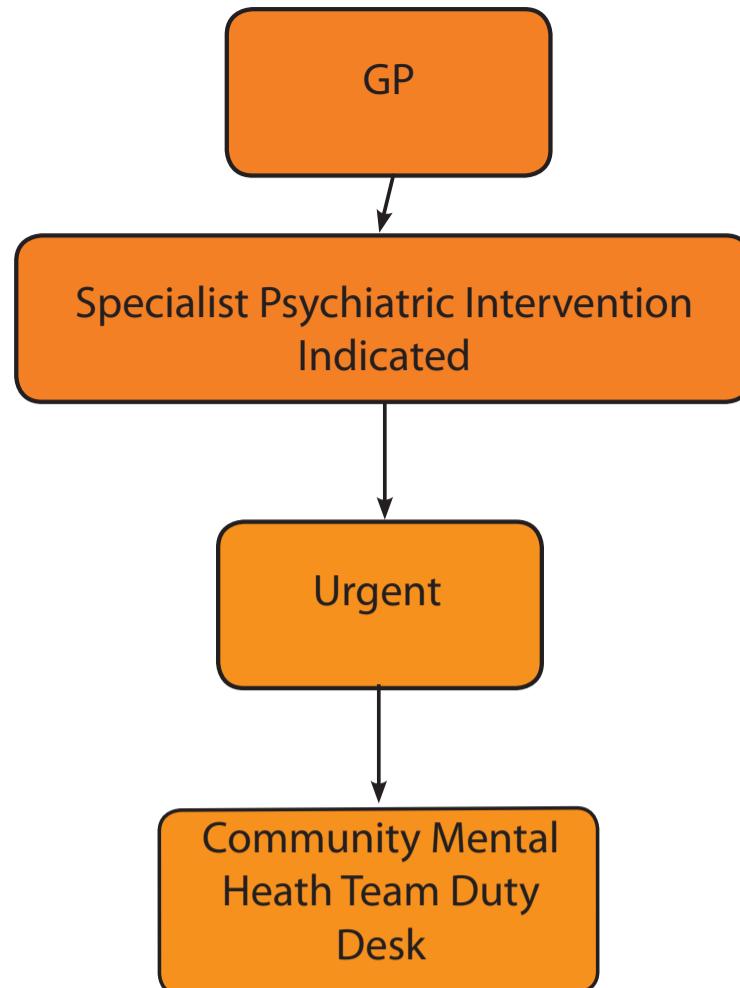 GP
Specialist Psychiatric Intervention
Indicated
Urgent
Community Mental
Heath Team Duty
Desk